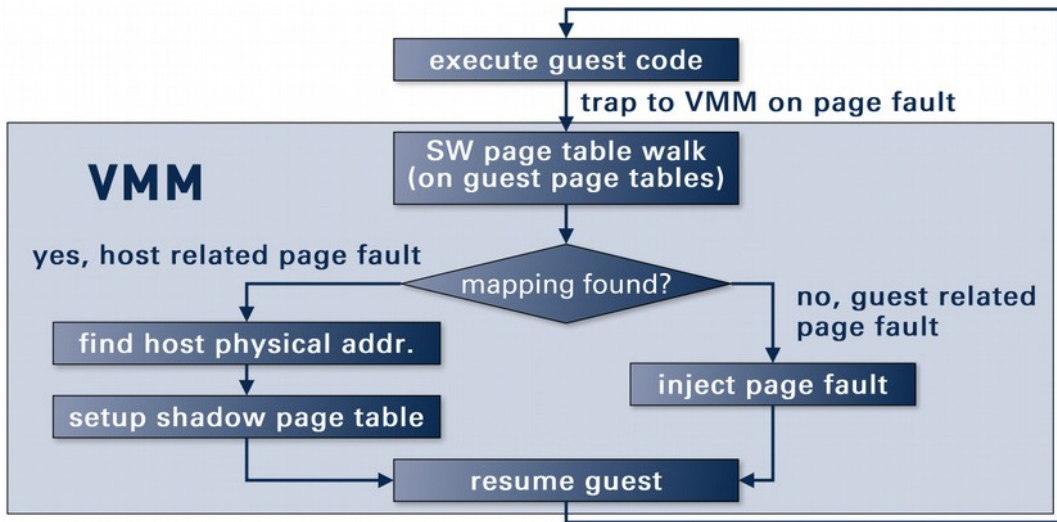 execute guest code
trap to VMM on page fault
VMM
SW page table walk
(on guest page tables)
yes, host related page fault
mapping found?
no, guest related
page fault
find host physical addr.
inject page fault
setup shadow page table
resume guest